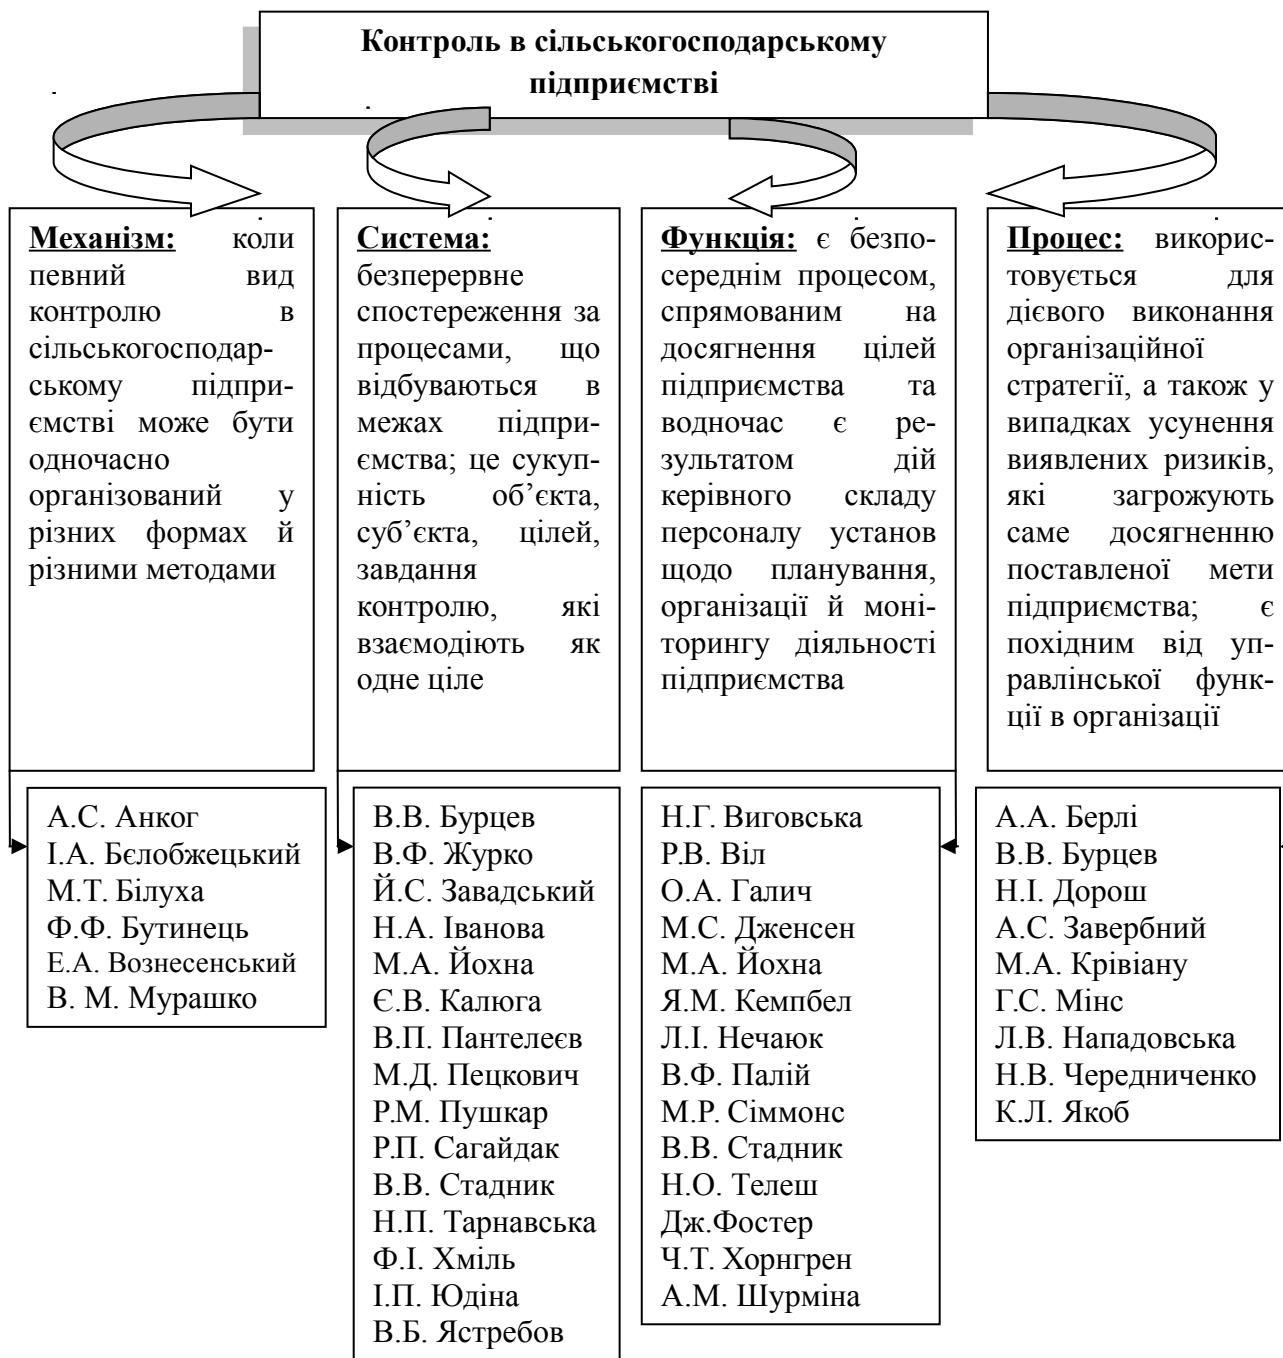 Контроль в сільськогосподарському
підприємстві
Механізм: коли
певний вид
контролю в
сільськогосподар-
ському підпри-
ємстві може бути
одночасно
організований у
різних формах й
різними методами
Система:
безперервне
спостереження за
процесами, що
відбуваються в
межах підпри-
ємства; це сукуп-
ність об’єкта,
суб’єкта, цілей,
завдання
контролю, які
взаємодіють як
одне ціле
Функція: є безпо-
середнім процесом,
спрямованим на
досягнення цілей
підприємства та
водночас є ре-
зультатом дій
керівного складу
персоналу установ
щодо планування,
організації й моні-
торингу діяльності
підприємства
Процес: викорис-
товується для
дієвого виконання
організаційної
стратегії, а також у
випадках усунення
виявлених ризиків,
які загрожують
саме досягненню
поставленої мети
підприємства; є
похідним від уп-
равлінської функ-
ції в організації
А.С. Анког
І.А. Бєлобжецький
М.Т. Білуха
Ф.Ф. Бутинець
Е.А. Вознесенський
В. М. Мурашко
В.В. Бурцев
В.Ф. Журко
Й.С. Завадський
Н.А. Іванова
М.А. Йохна
Є.В. Калюга
В.П. Пантелеєв
М.Д. Пецкович
Р.М. Пушкар
Р.П. Сагайдак
В.В. Стадник
Н.П. Тарнавська
Ф.І. Хміль
І.П. Юдіна
В.Б. Ястребов
Н.Г. Виговська
Р.В. Віл
О.А. Галич
М.С. Дженсен
М.А. Йохна
Я.М. Кемпбел
Л.І. Нечаюк
В.Ф. Палій
М.Р. Сіммонс
В.В. Стадник
Н.О. Телеш
Дж.Фостер
Ч.Т. Хорнгрен
А.М. Шурміна
А.А. Берлі
В.В. Бурцев
Н.І. Дорош
А.С. Завербний
М.А. Крівіану
Г.С. Мінс
Л.В. Нападовська
Н.В. Чередниченко
К.Л. Якоб